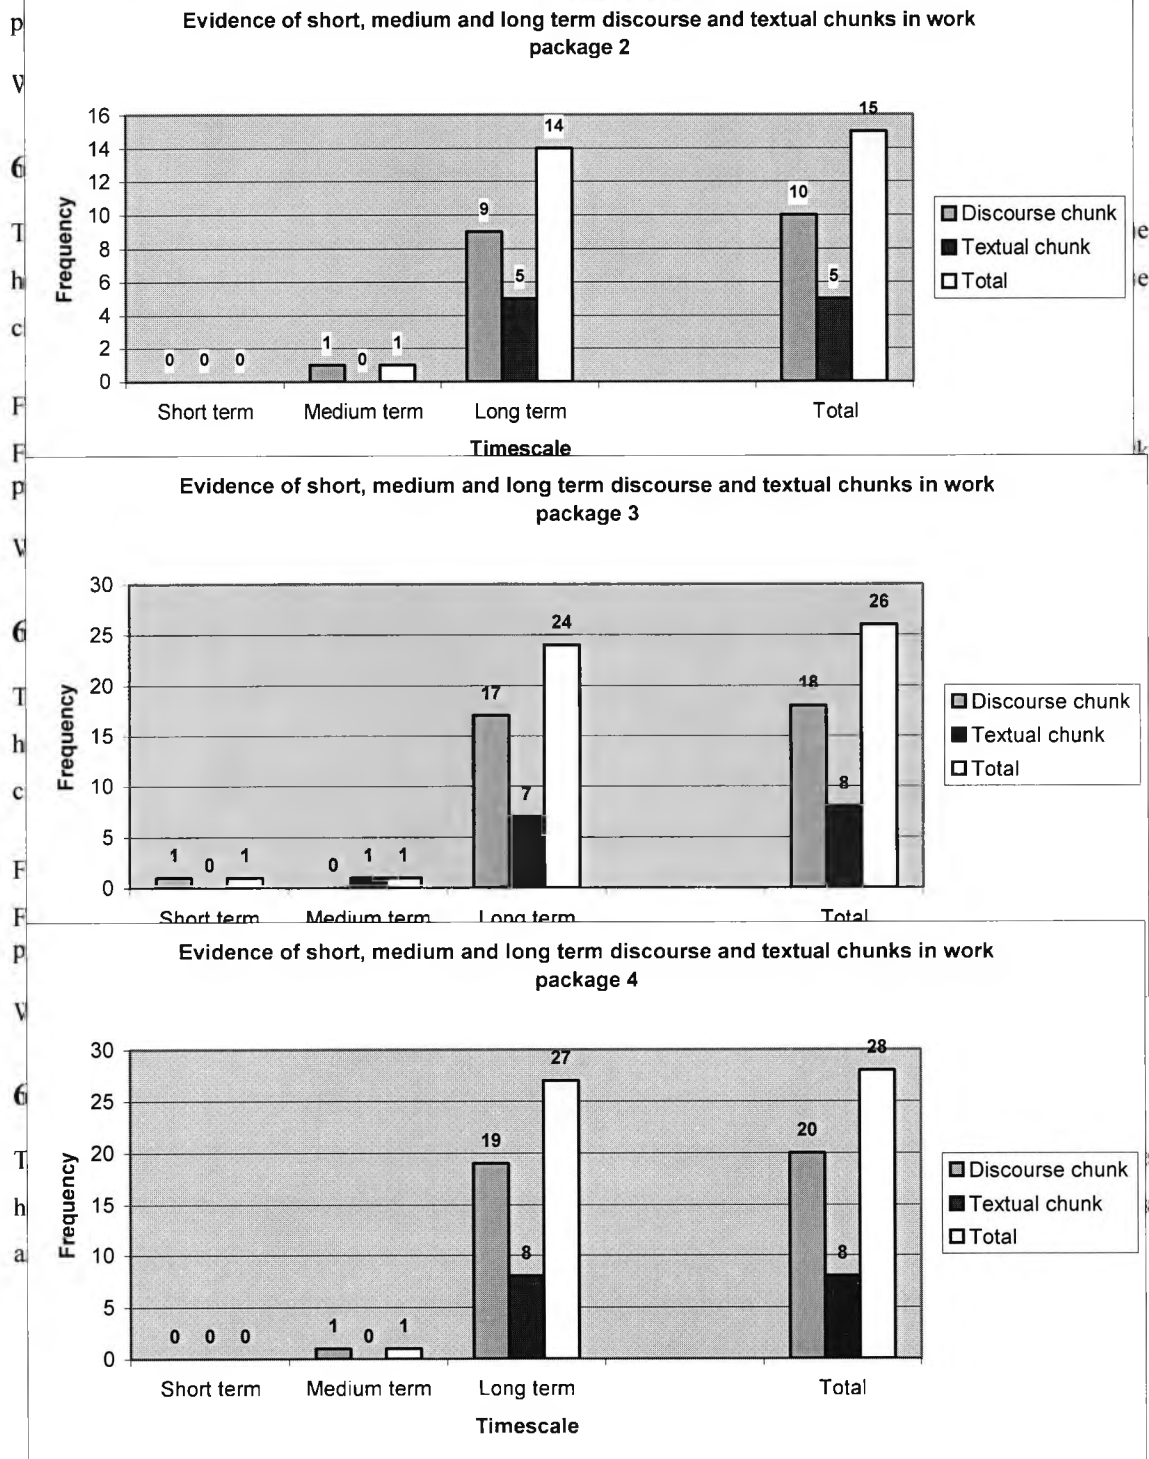 Evidence of short, medium and long term discourse and textual chunks in work
package 2
16
14
12
10
8
6
4
2
0
Frequency
0 0 0
1 0 1
9 5 14
10 5 15
Short term Medium term Long term Total
Timescale
Discourse chunk
Textual chunk
Total
Evidence of short, medium and long term discourse and textual chunks in work
package 3
30
25
20
15
10
5
0
Frequency
1 0 1
0 1 1
17 7 24
18 8 26
Short term Medium term Long term Total
Discourse chunk
Textual chunk
Total
Evidence of short, medium and long term discourse and textual chunks in work
package 4
30
25
20
15
10
5
0
Frequency
0 0 0
1 0 1
19 8 27
20 8 28
Short term Medium term Long term Total
Timescale
Discourse chunk
Textual chunk
Total